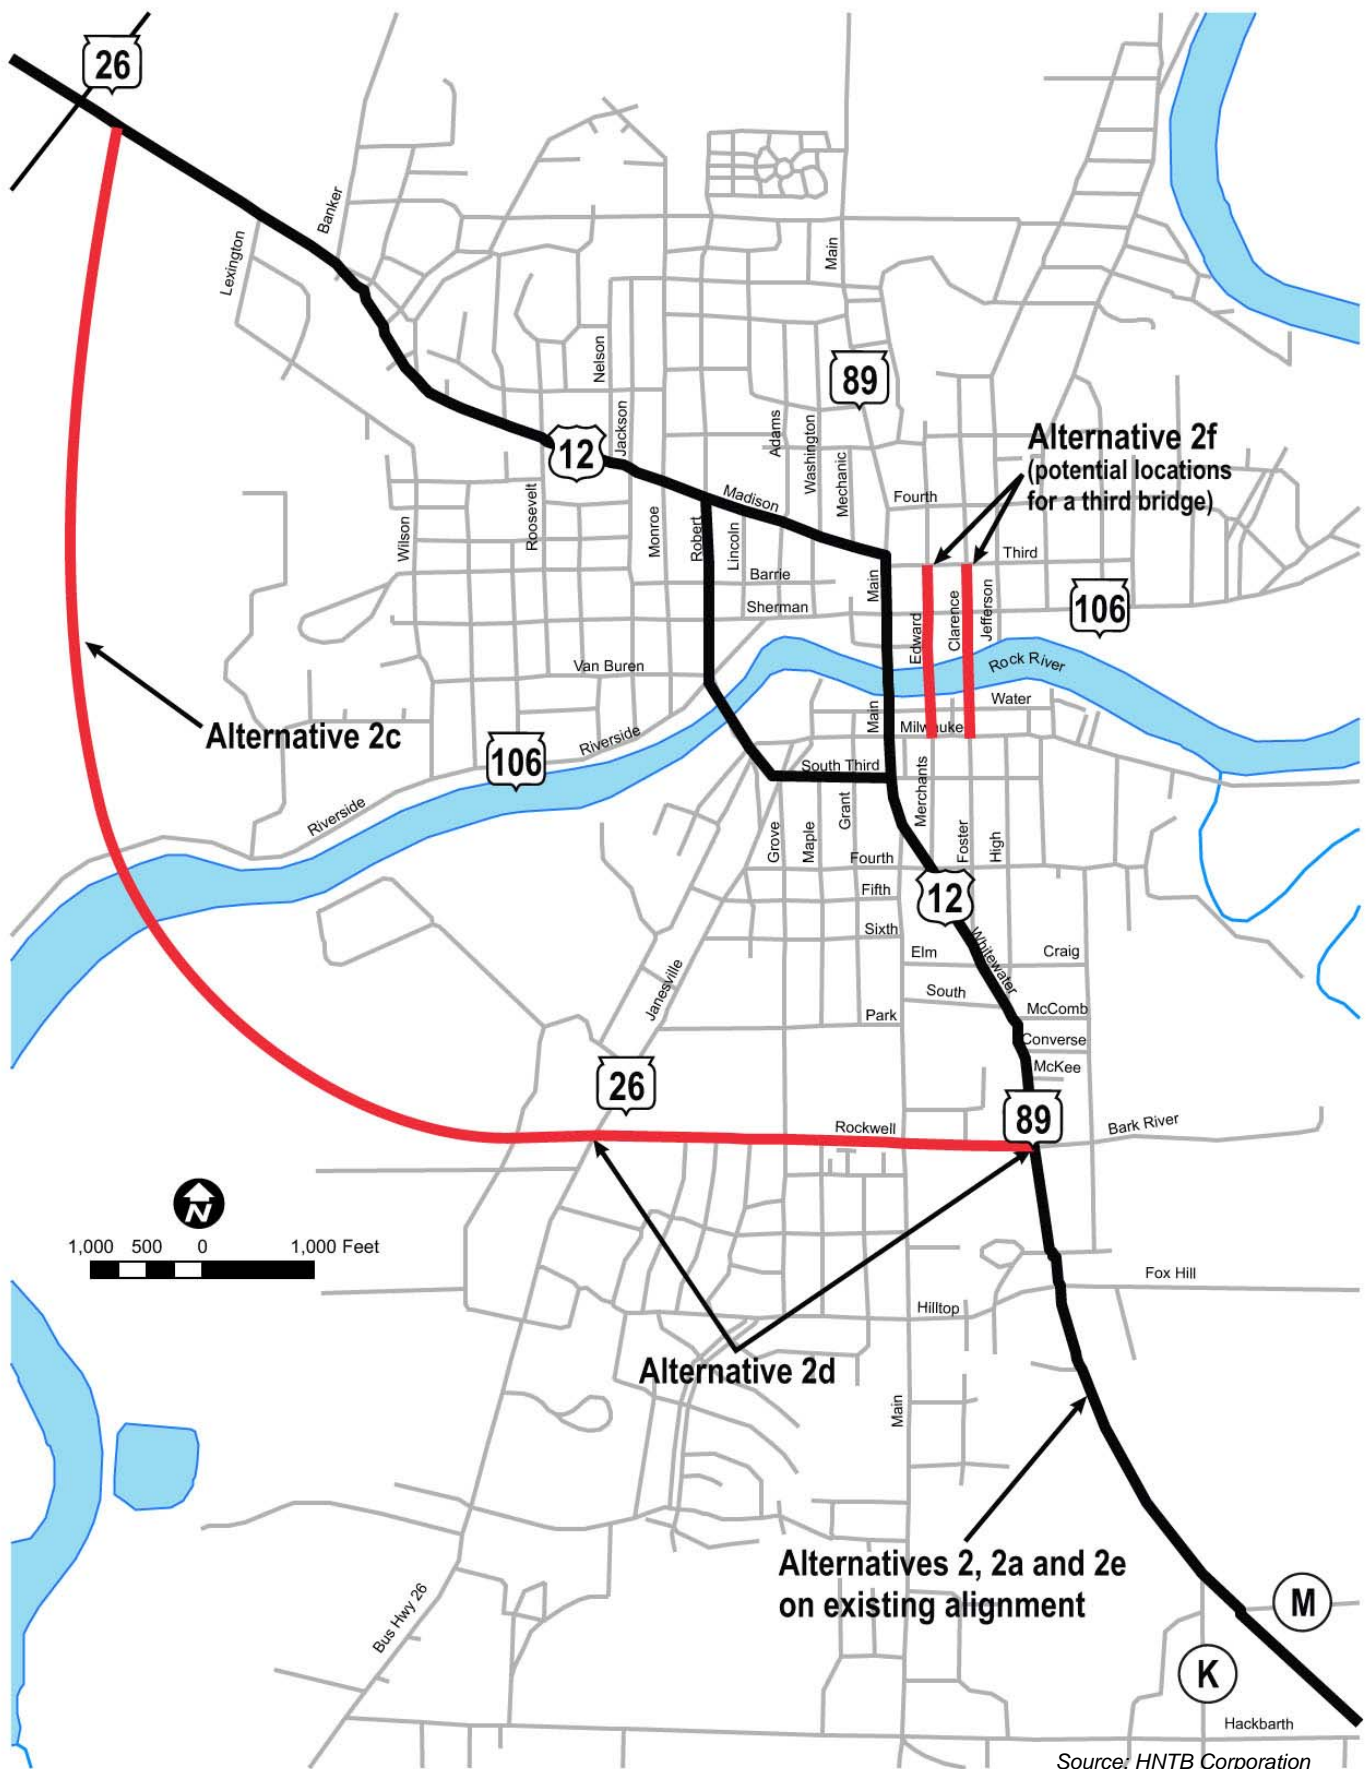 26
Banker
Lexington
Main
Nelson
89
Jackson
Adams
Washington
Alternative 2f
(potential locations
for a third bridge)
12
Mechanic
Madison
Fourth
Roosevelt
Wilson
Monroe
Robert
Lincoln
Third
Barrie
Main
Clarence
Jefferson
106
Sherman
Edward
Van Buren
Rock River
Water
Main
Milwaukee
Alternative 2c
Riverside
106
South Third
Merchants
Riverside
Grant
Grove
Maple
Foster
High
Fourth
12
Fifth
Sixth
Whitewater
Elm
Craig
Janesville
South
Park
McComb
Converse
McKee
26
89
Rockwell
Bark River
N
1,000 500 0 1,000 Feet
Fox Hill
Hilltop
Alternative 2d
Main
Alternatives 2, 2a and 2e
on existing alignment
Bus Hwy 26
M
K
Hackbarth
Source: HNTB Corporation